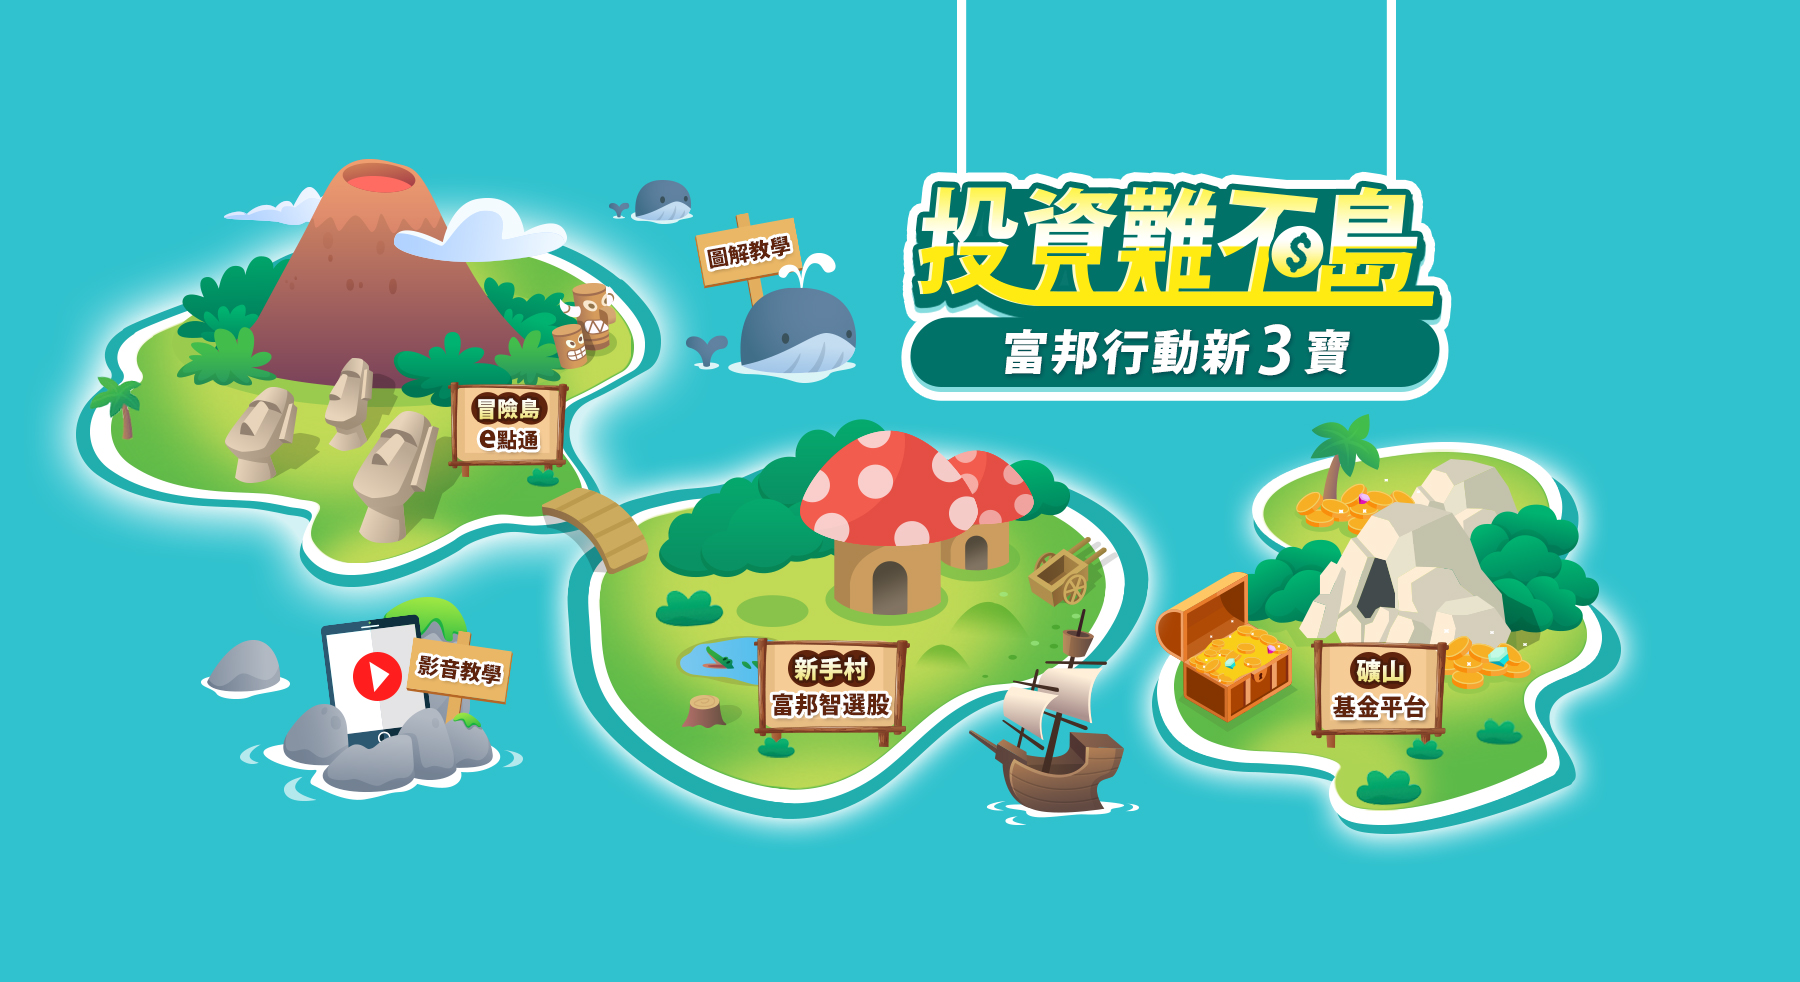 投資難不島
富邦行動新3寶
圖解教學
冒險島
e點通
影音教學
新手村
富邦智選股
礦山
基金平台